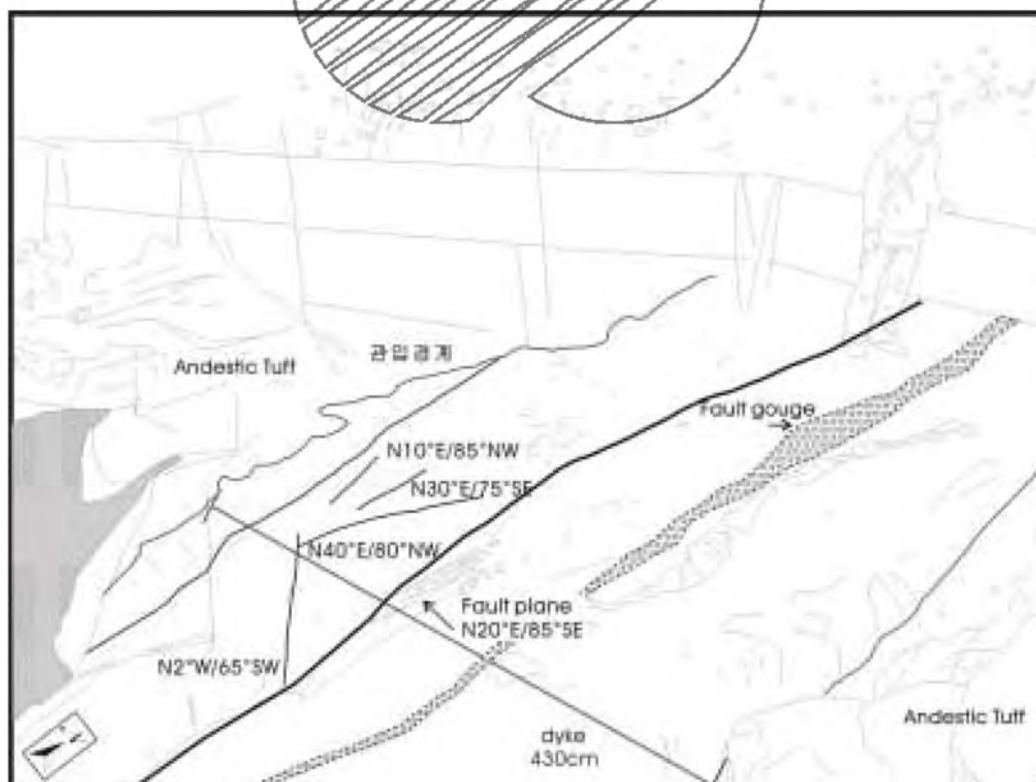 관입경계
Andestic Tuff
Fault gouge
N10°E/85°NW
N30°E/75°SE
N40°E/80°NW
Fault plane
N20°E/85°SE
N2°W/65°SW
Andestic Tuff
dyke
430cm